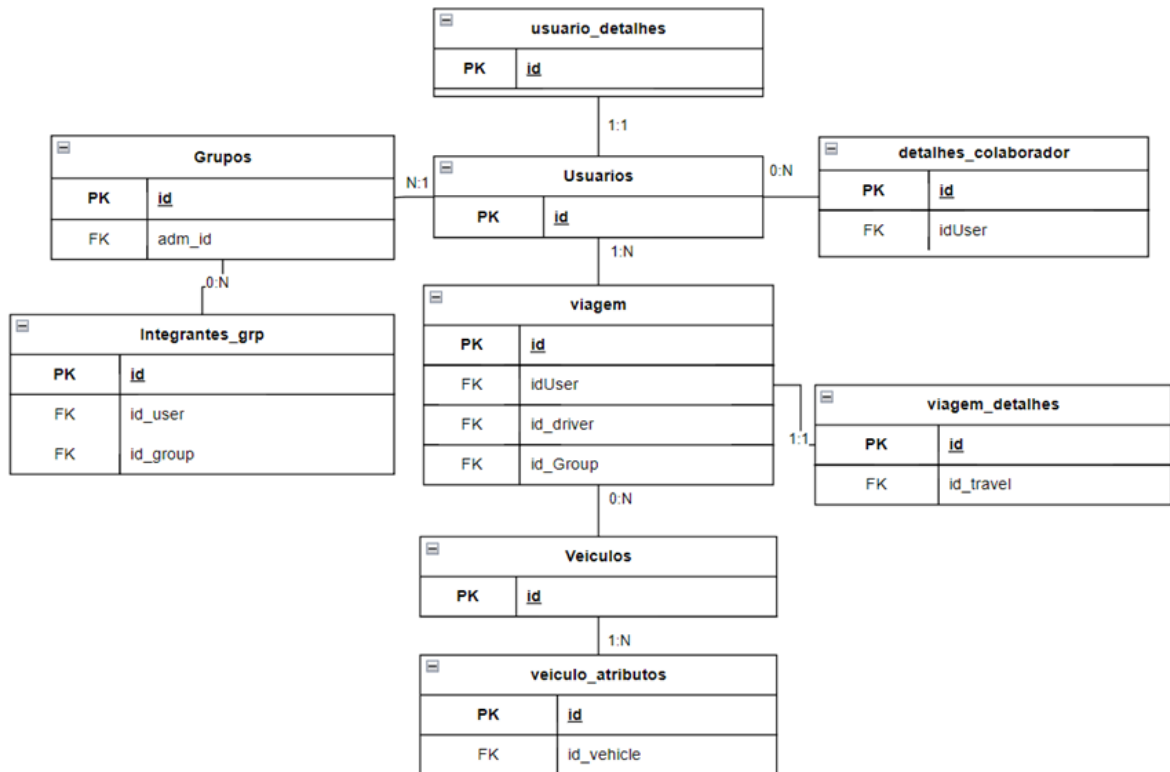 usuario_detalhes
PK id
1:1
Grupos
PK id
FK adm_id
N:1
Usuarios
PK id
0:N
detalhes_colaborador
PK id
FK idUser
0:N
1:N
Integrantes_grp
PK id
FK id_user
FK id_group
viagem
PK id
FK idUser
FK id_driver
FK id_Group
1:1
viagem_detalhes
PK id
FK id_travel
0:N
Veiculos
PK id
1:N
veiculo_atributos
PK id
FK id_vehicle